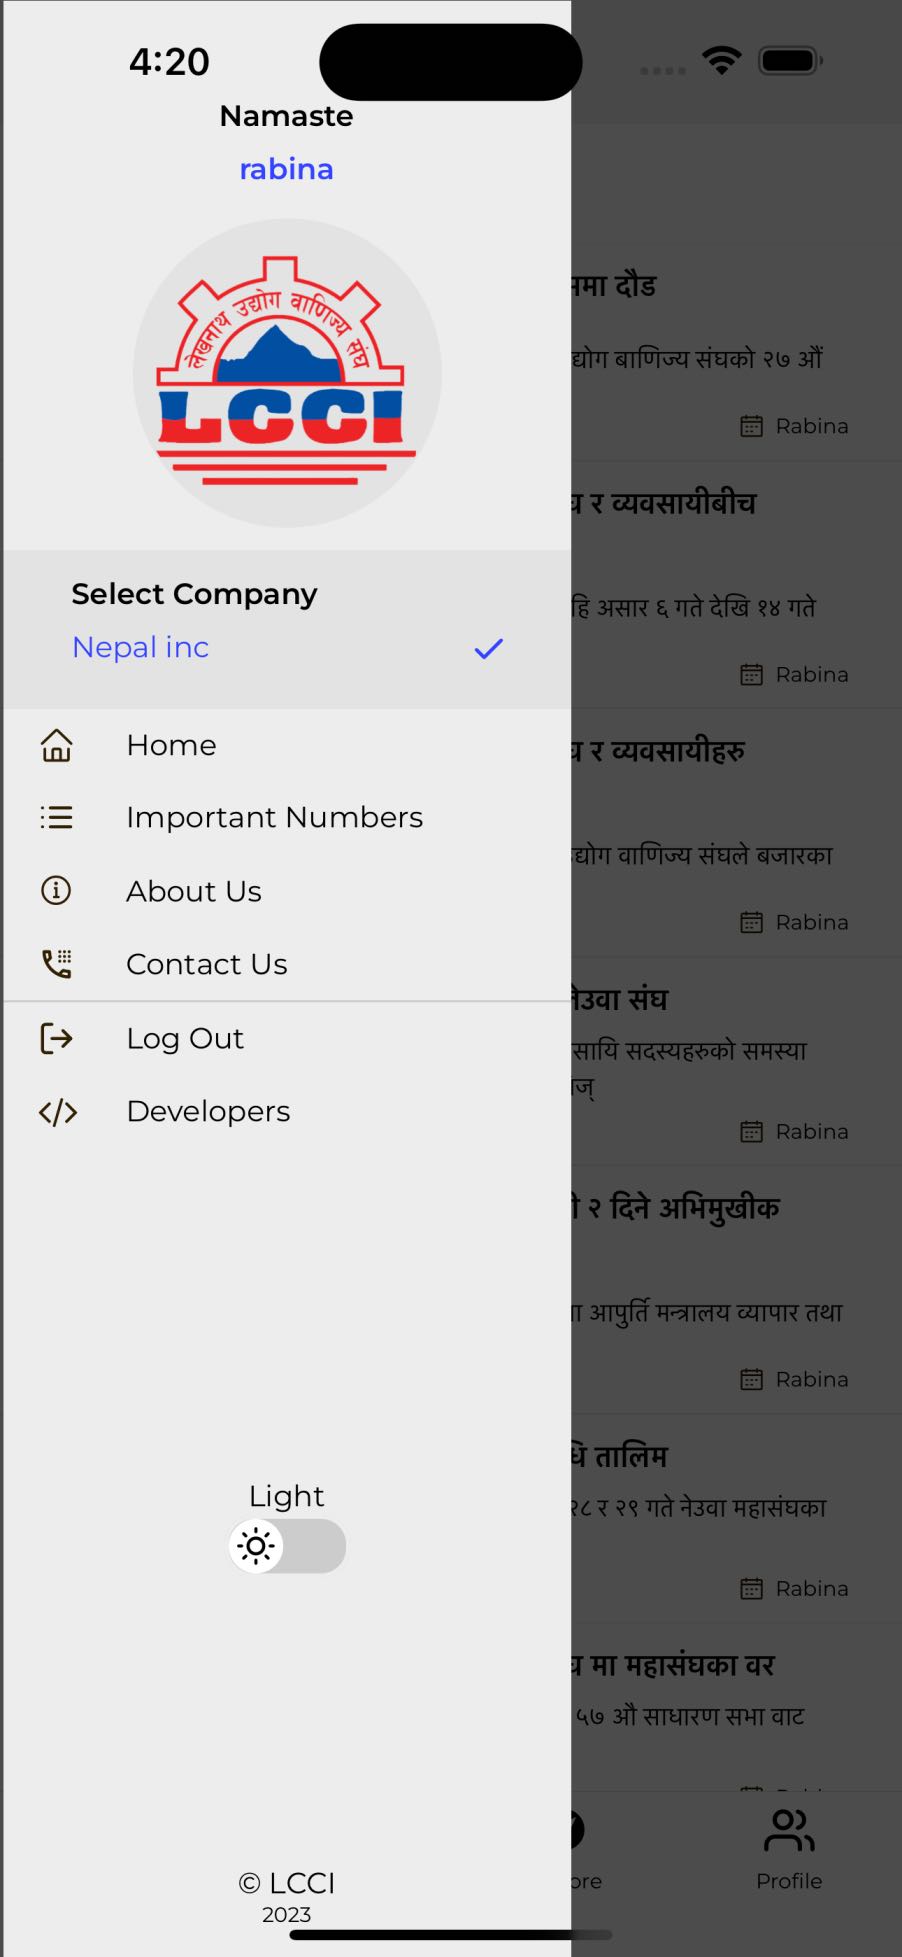 4:20
Namaste
rabina
लेखनाथ उद्योग वाणिज्य संघ
LCCI
Select Company
Nepal inc
Home
Important Numbers
About Us
Contact Us
Log Out
Developers
Light
© LCCI
2023
दौड
बाणिज्य संघको २७ औं
Rabina
र व्यवसायीबीच
असार ६ गते देखि १४ गते
Rabina
र व्यवसायीहरु
वाणिज्य संघले बजारका
Rabina
संघ
सदस्यहरुको समस्या
Rabina
२ दिने अभिमुखीक
आपुर्ति मन्त्रालय व्यापार तथा
Rabina
तालिम
२८ र २९ गते नेउवा महासंघका
Rabina
मा महासंघका वर
५७ औ साधारण सभा वाट
Profile